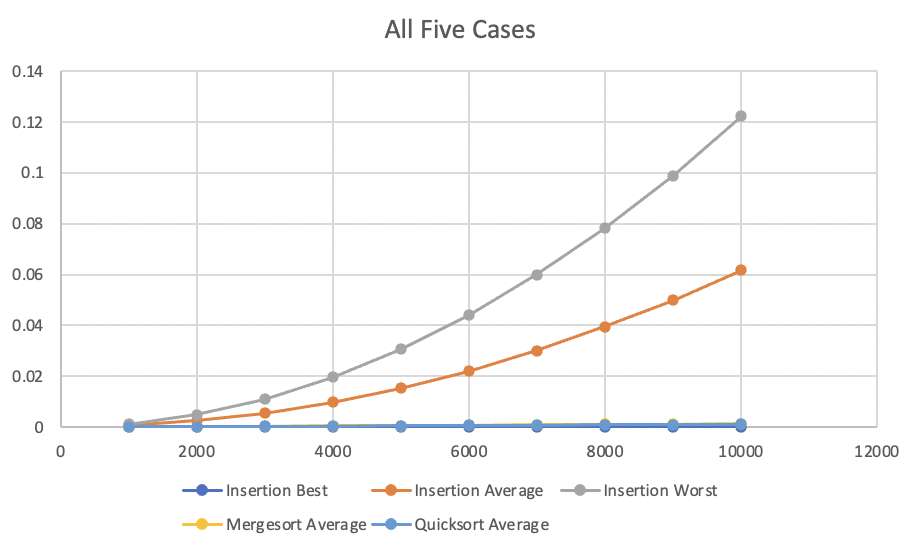 All Five Cases
0.14
0.12
0.1
0.08
0.06
0.04
0.02
0
0 2000 4000 6000 8000 10000 12000
Insertion Best Insertion Average Insertion Worst
Mergesort Average Quicksort Average